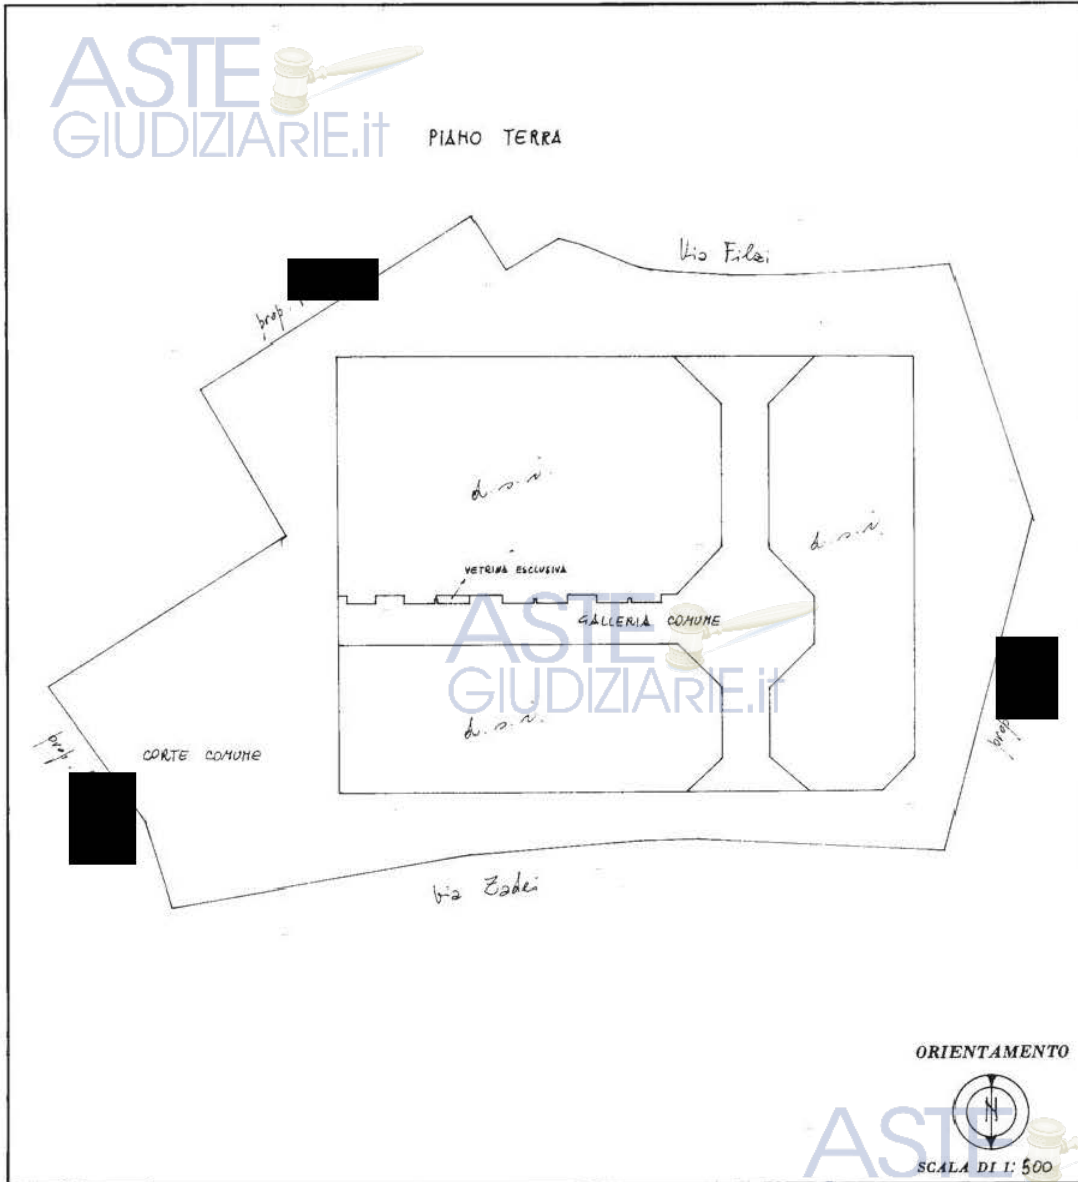 ASTE
GIUDIZIARIE.it
PIANO TERRA
Via Filzi
prop.
d.s.i.
d.s.i.
VETRINA ESCLUSIVA
GALLERIA COMUNE
ASTE
GIUDIZIARIE.it
d.s.i.
prop.
prop.
CORTE COMUNE
Via Zadei
ORIENTAMENTO
N
ASTE
SCALA DI 1: 500